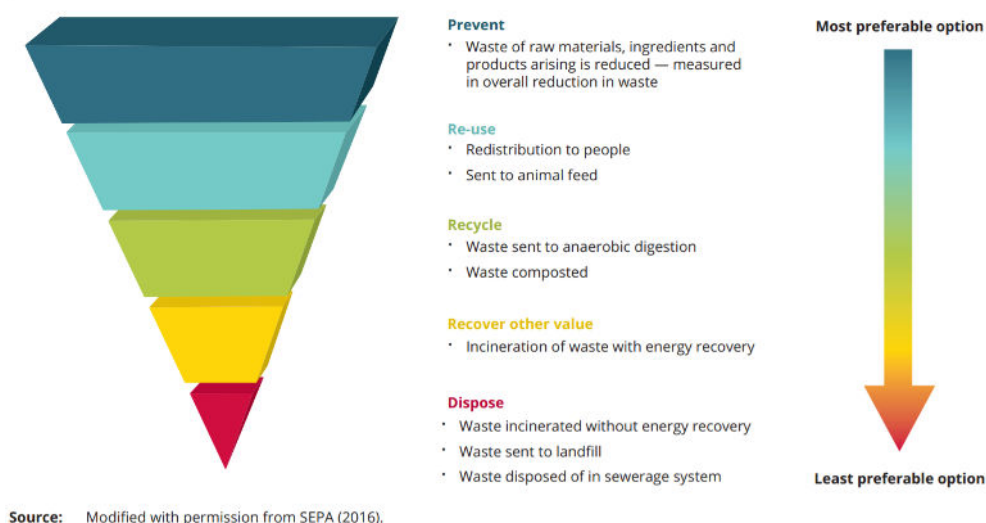 Prevent
· Waste of raw materials, ingredients and
products arising is reduced — measured
in overall reduction in waste
Re-use
· Redistribution to people
· Sent to animal feed
Recycle
· Waste sent to anaerobic digestion
· Waste composted
Recover other value
· Incineration of waste with energy recovery
Dispose
· Waste incinerated without energy recovery
· Waste sent to landfill
· Waste disposed of in sewerage system
Most preferable option
Least preferable option
Source: Modified with permission from SEPA (2016).